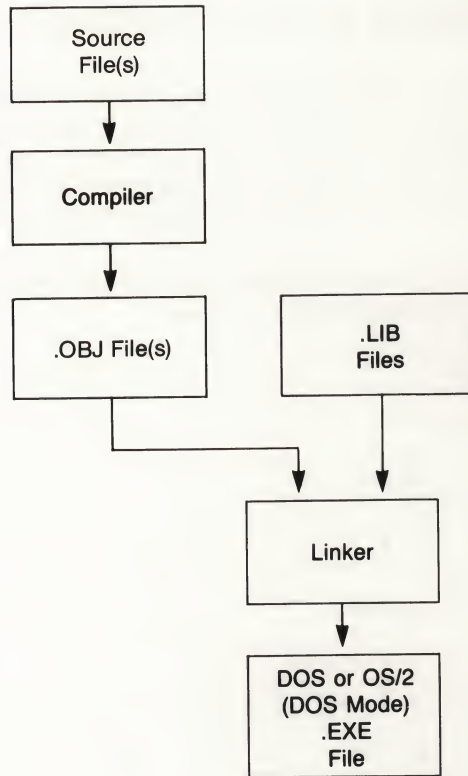 Source
File(s)
Compiler
.OBJ File(s)
.LIB
Files
Linker
DOS or OS/2
(DOS Mode)
.EXE
File